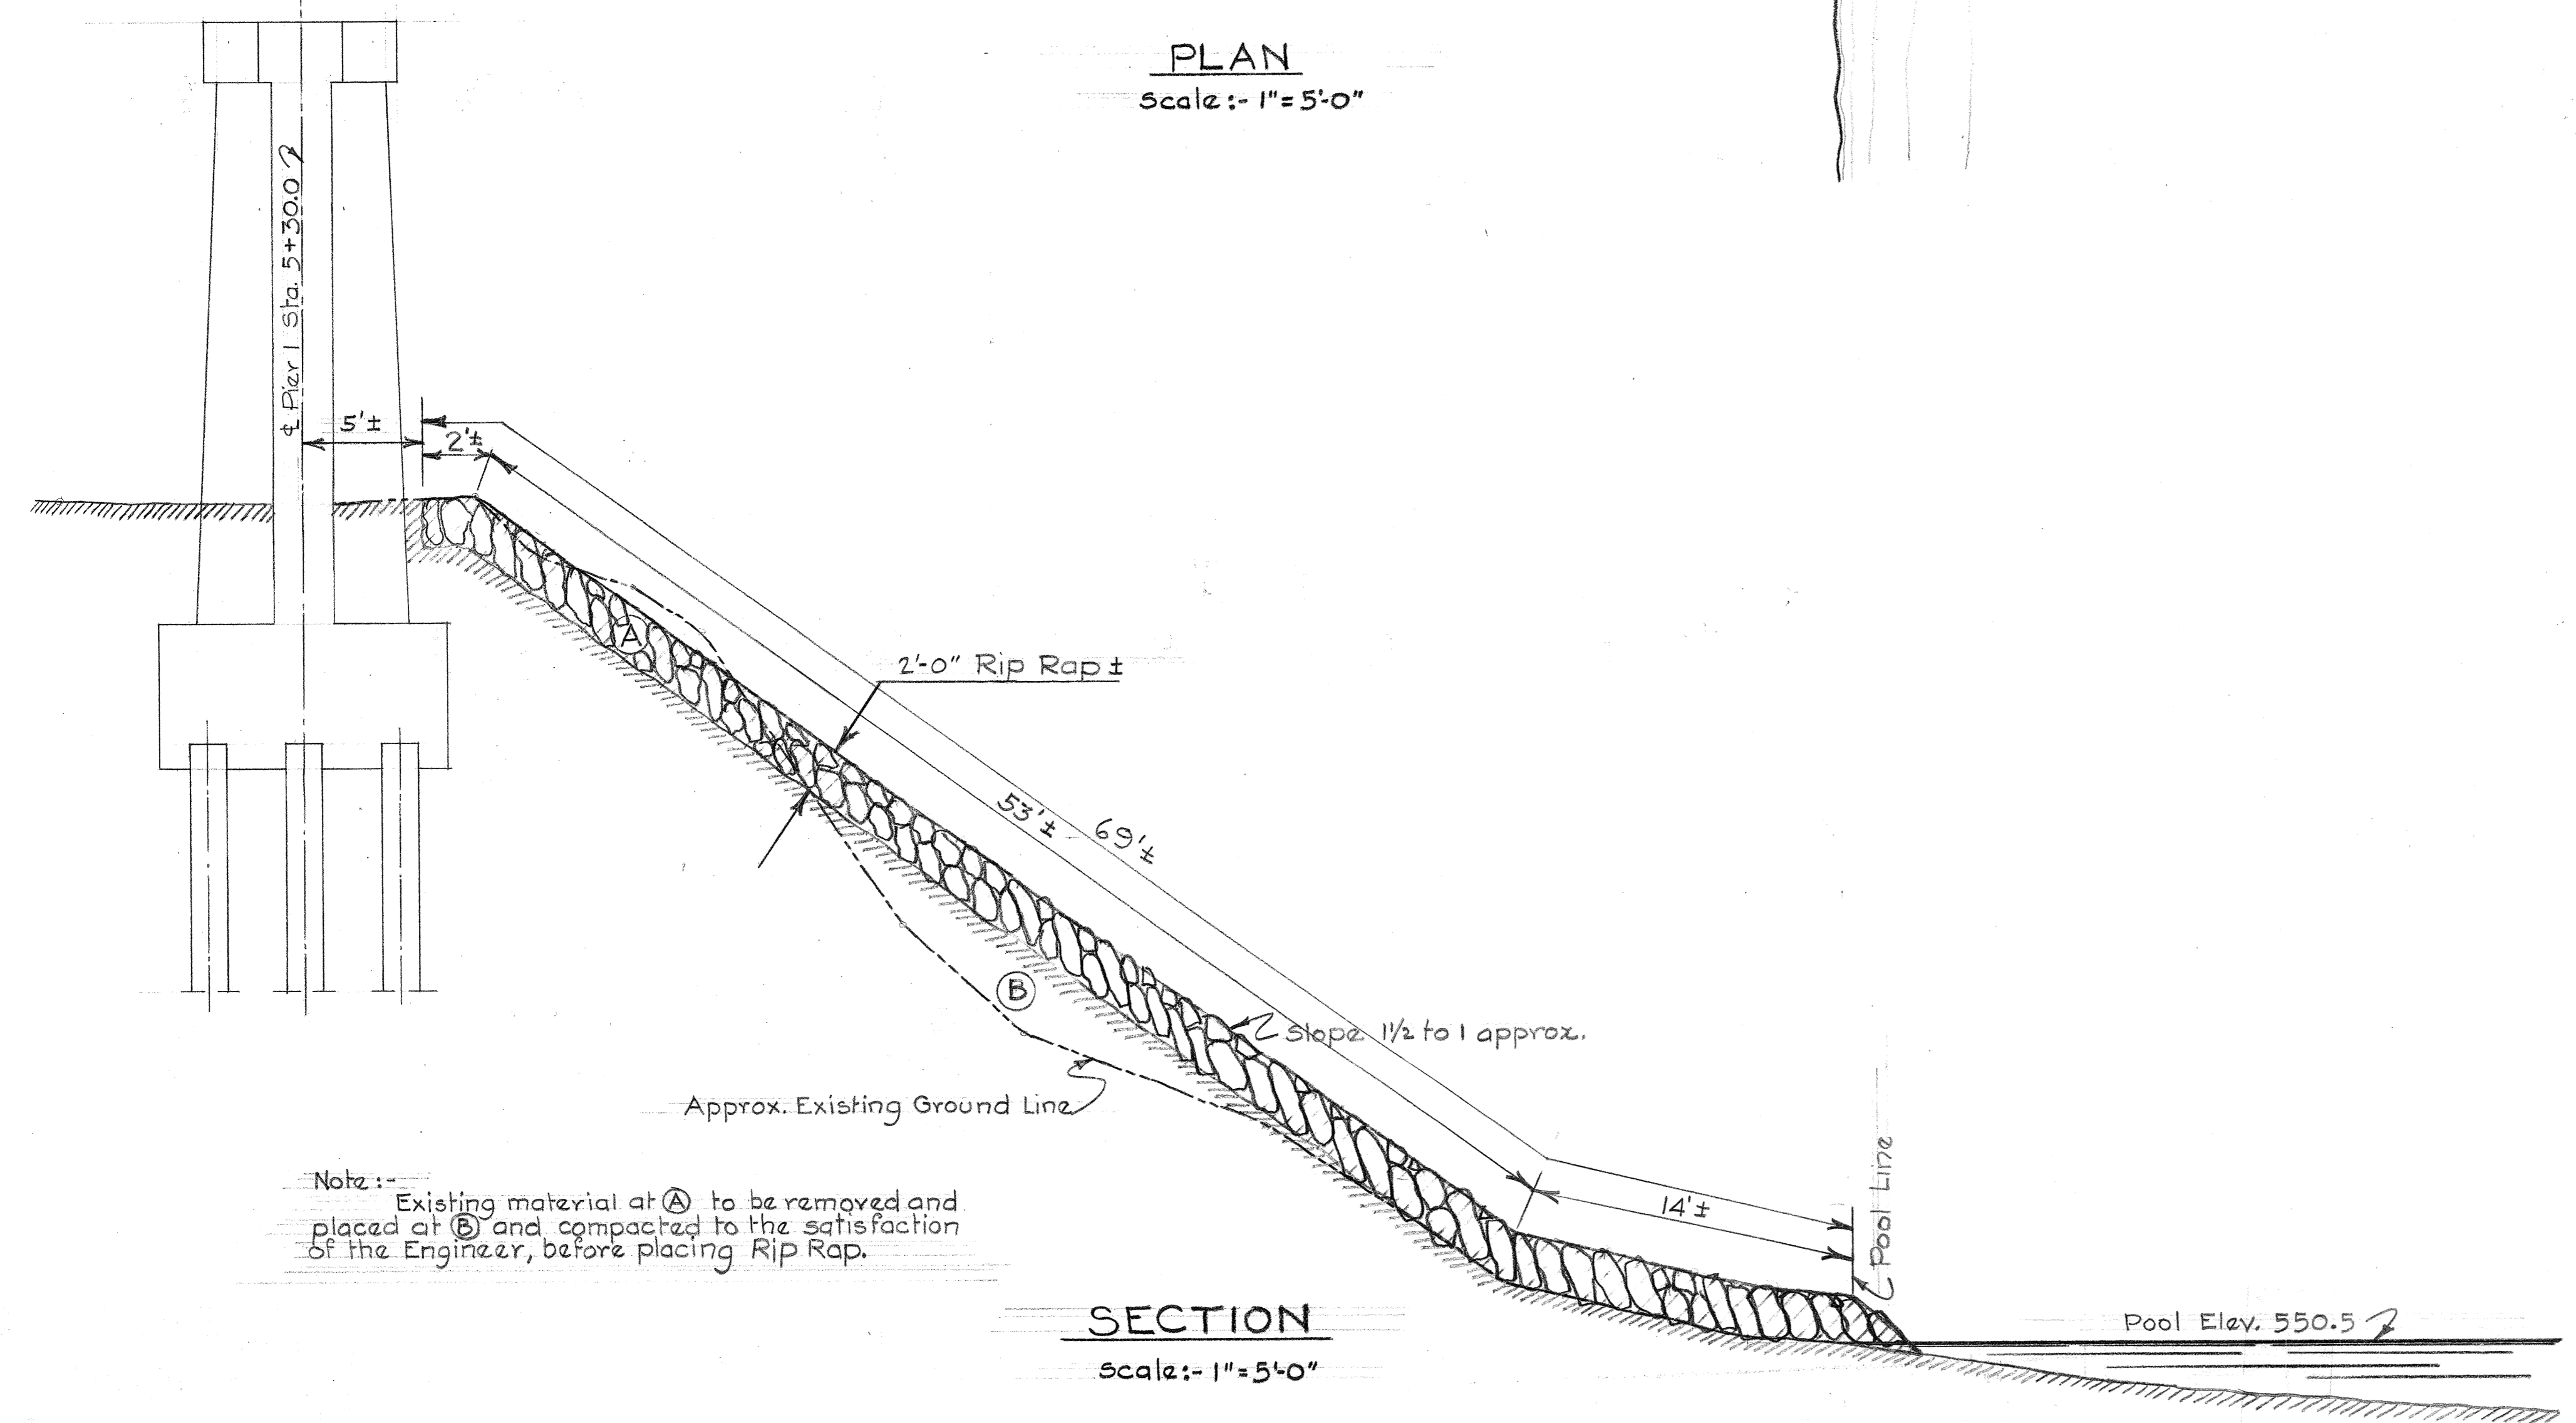 PLAN
Scale:- 1"= 5'-0"
℄ Pier 1 Sta. 5+30.0
5'±
2'±
2'-0" Rip Rap ±
53'±
69'±
B
A
Slope 1½ to 1 approx.
Approx. Existing Ground Line
14'±
Pool Line
Pool Elev. 550.5
Note:-
Existing material at A to be removed and
placed at B and compacted to the satisfaction
of the Engineer, before placing Rip Rap.
SECTION
Scale:- 1"= 5'-0"